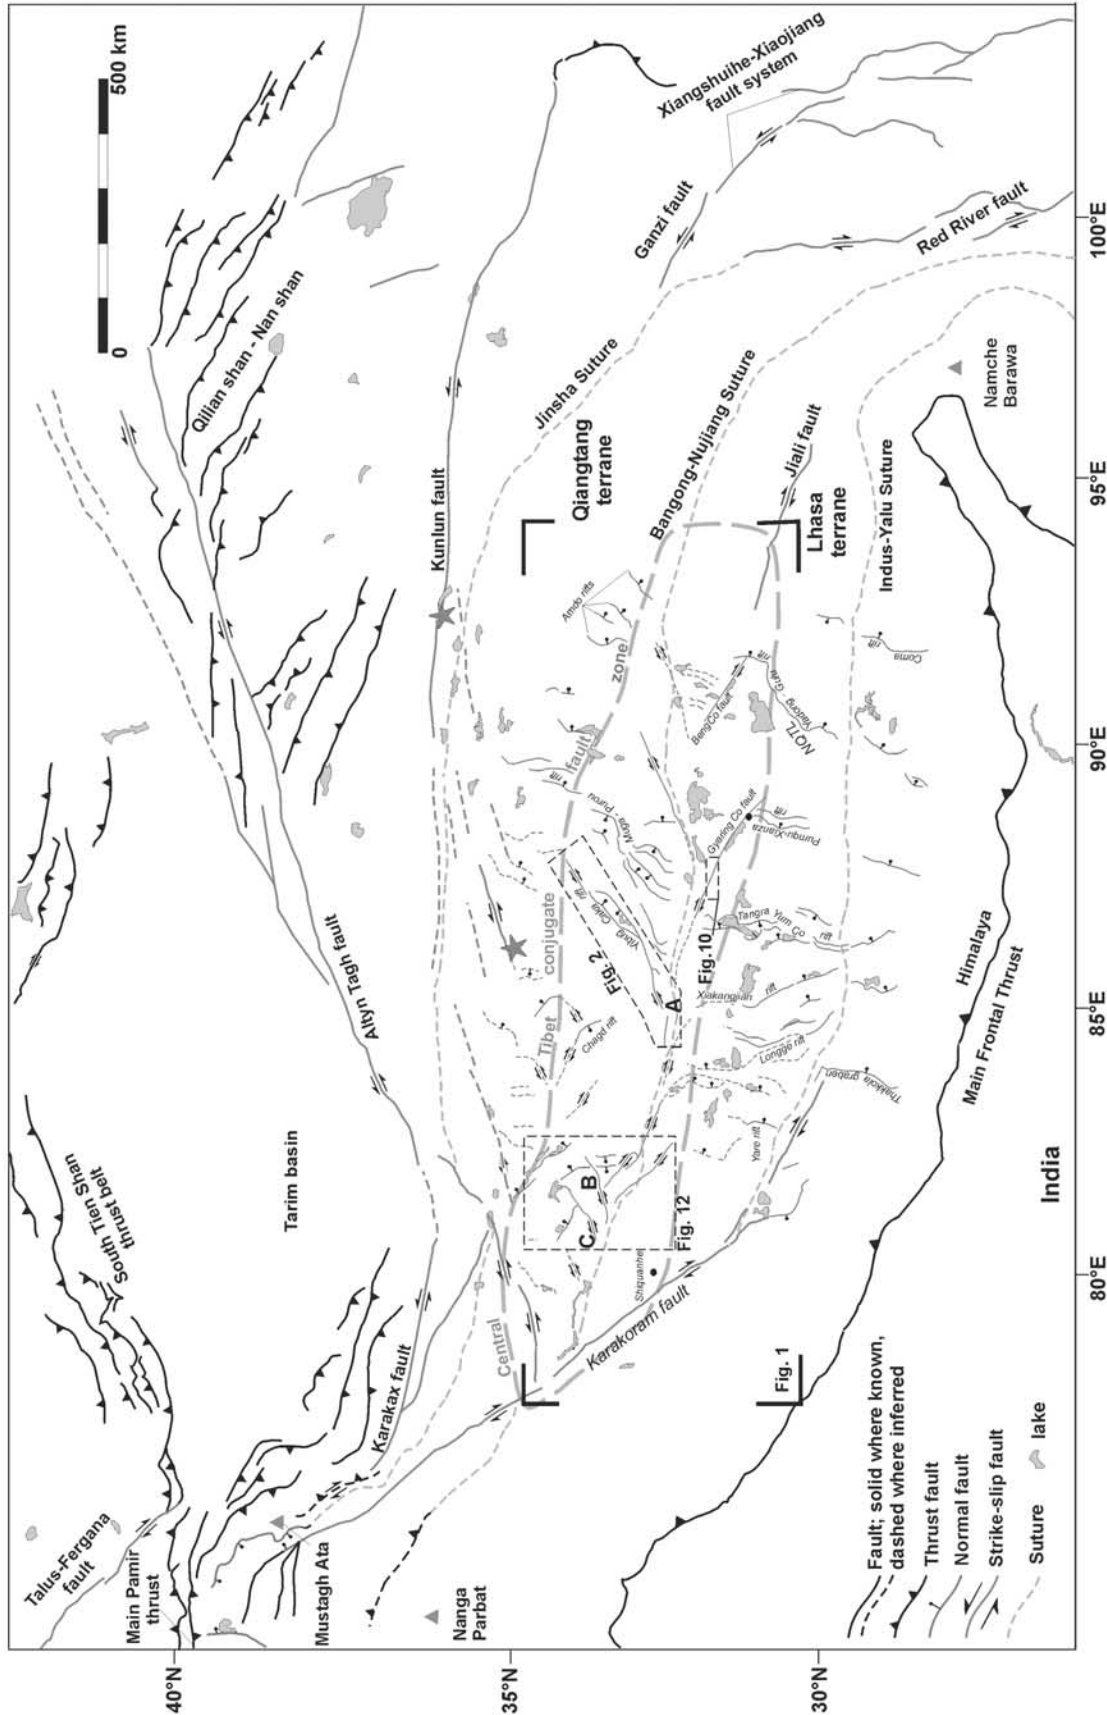 0
500 km
Qilian shan - Nan shan
Altyn Tagh fault
Kunlun fault
Xiangshuihe-Xiaojiang
fault system
Ganzi fault
Red River fault
Jinsha Suture
Qiangtang
terrane
Bangong-Nujiang Suture
Jiali fault
Lhasa
terrane
Indus-Yalu Suture
Namche
Barawa
Amdo rifts
Central
Tibet
conjugate
fault
zone
BengCo fault
Yadong - Gulu
rift
NQTL
Coma
rift
Muga - Purou
rift
Gyaring Co fault
Pumqu-Xianza
rift
Yibug
Caka
rift
Fig. 2
Fig.10
Tangra Yum Co
rift
A
Xiakangjian
rift
Chagd rift
Longge rift
Thakkola graben
Yare rift
B
C
Fig. 12
Shiquanhe
Karakoram fault
Fig. 1
Himalaya
Main Frontal Thrust
India
Tarim basin
South Tien Shan
thrust belt
Karakax fault
Talus-Fergana
fault
Main Pamir
thrust
Mustagh Ata
Nanga
Parbat
Fault; solid where known,
dashed where inferred
Thrust fault
Normal fault
Strike-slip fault
Suture
lake
40°N
35°N
30°N
80°E
85°E
90°E
95°E
100°E